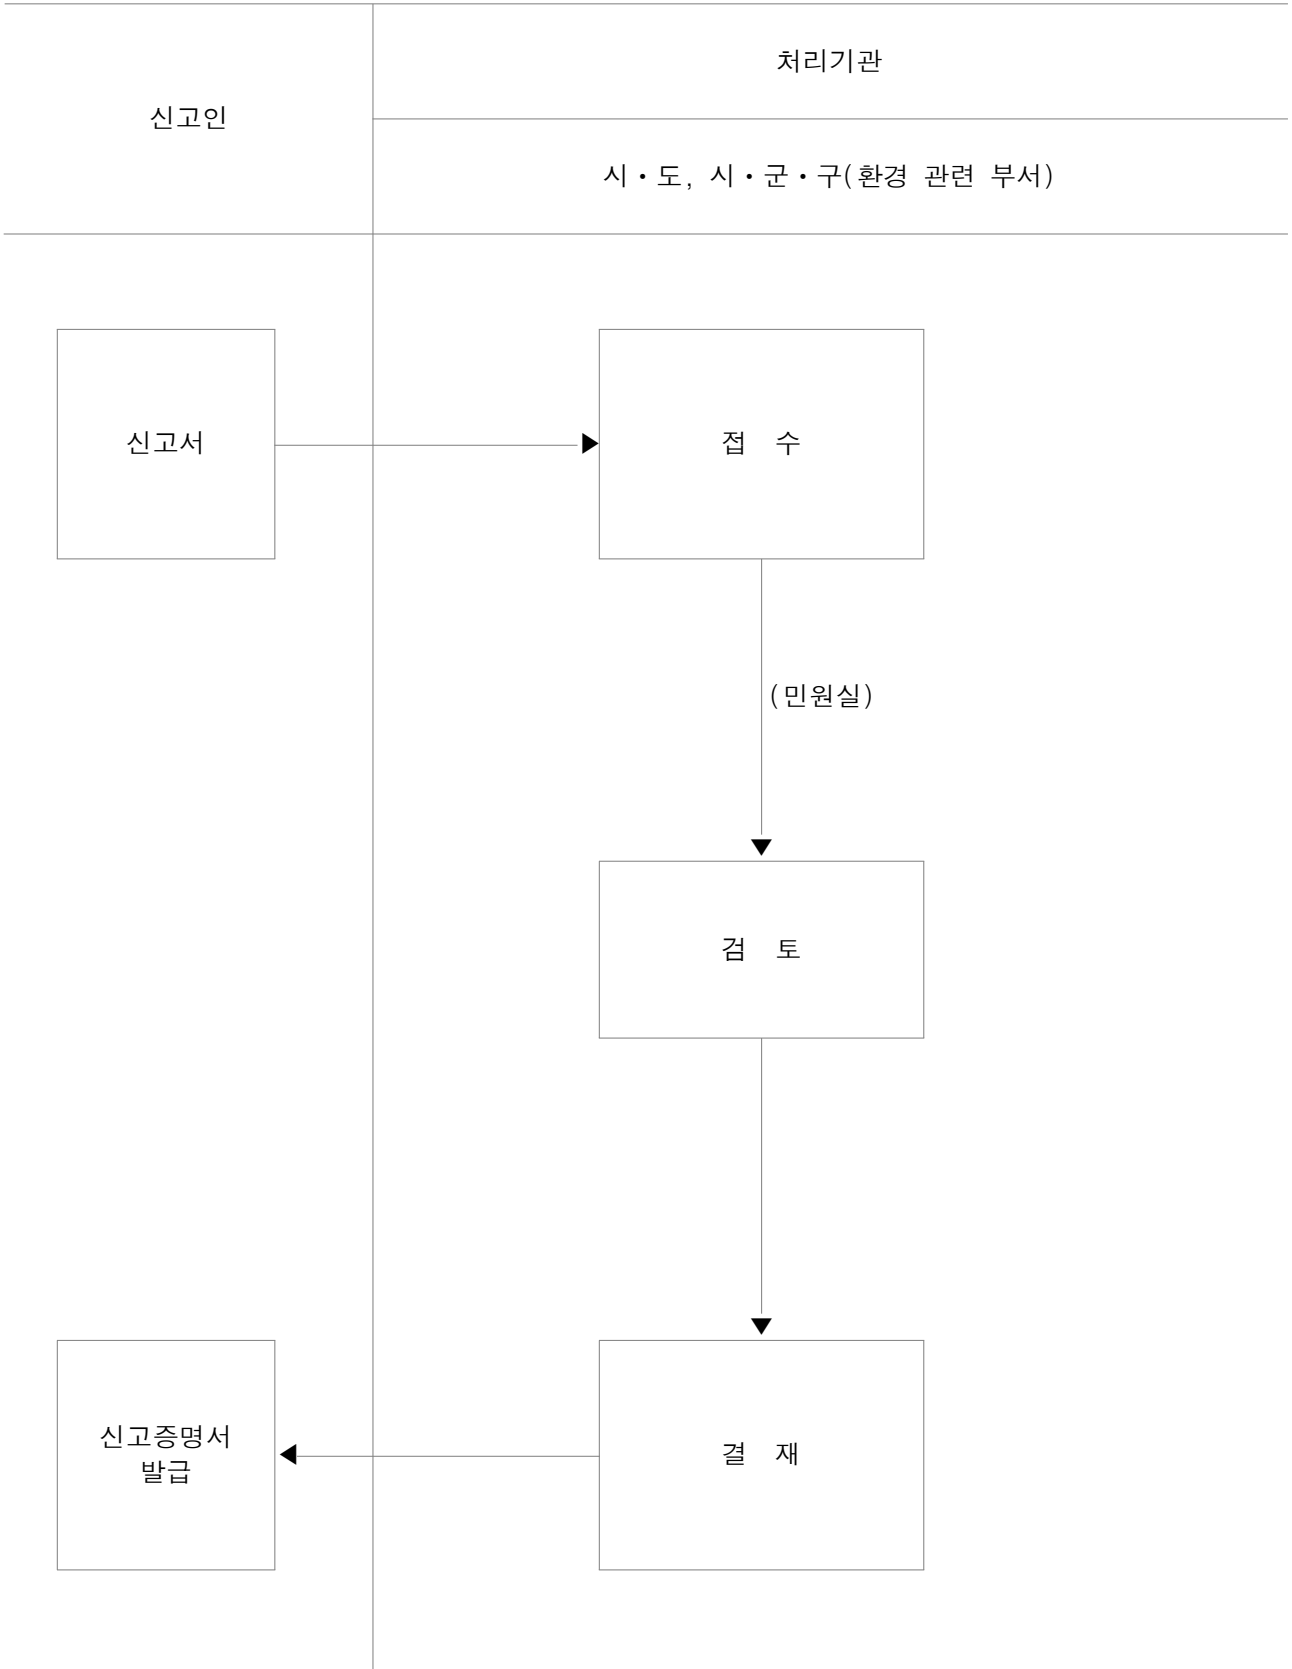 신고인
처리기관
시·도, 시·군·구(환경 관련 부서)
신고서
접 수
(민원실)
검 토
신고증명서
발급
결 재